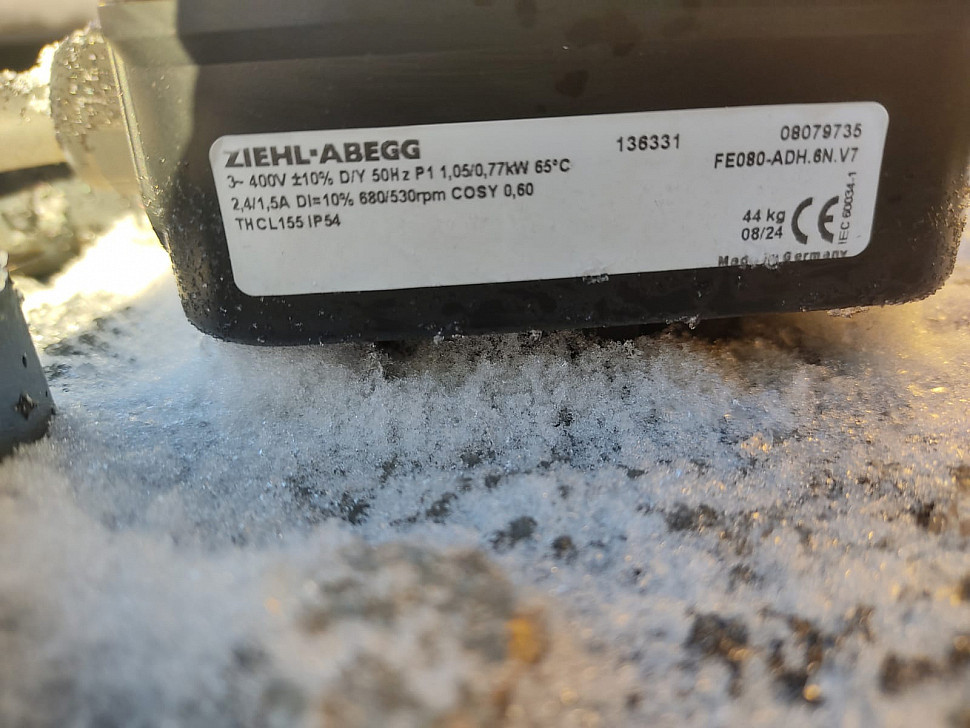 ZIEHL-ABEGG 136331 08079735
3~ 400V ±10% D/Y 50Hz P1 1,05/0,77kW 65°C FE080-ADH.6N.V7
2,4/1,5A DI=10% 680/530rpm COSY 0,60
THCL155 IP54
44 kg
08/24
CE
IEC 60034-1
Made in Germany